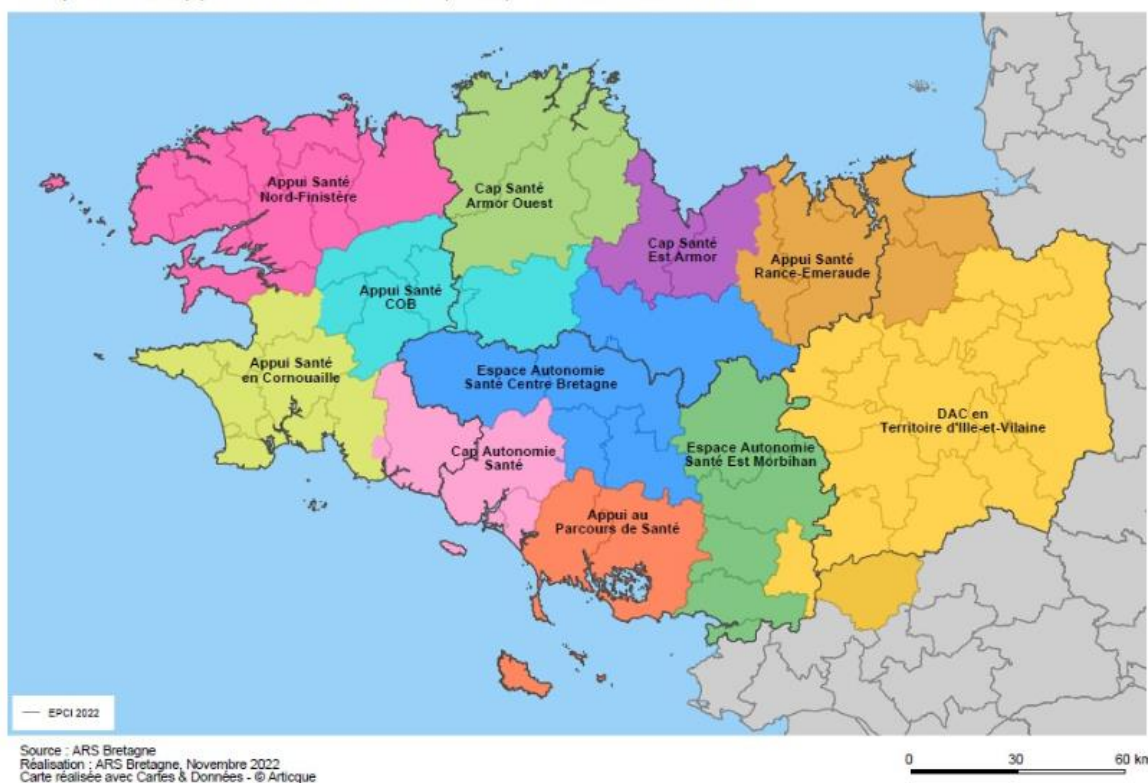 Appui Santé
Nord-Finistère
Cap Santé
Armor Ouest
Cap Santé
Est Armor
Appui Santé
Rance-Emeraude
Appui Santé
COB
Appui Santé
en Cornouaille
Espace Autonomie
Santé Centre Bretagne
DAC en
Territoire d'Ille-et-Vilaine
Cap Autonomie
Santé
Espace Autonomie
Santé Est Morbihan
Appui au
Parcours de Santé
EPCI 2022
Source : ARS Bretagne
Réalisation : ARS Bretagne, Novembre 2022
Carte réalisée avec Cartes & Données - © Articque
0 30 60 km